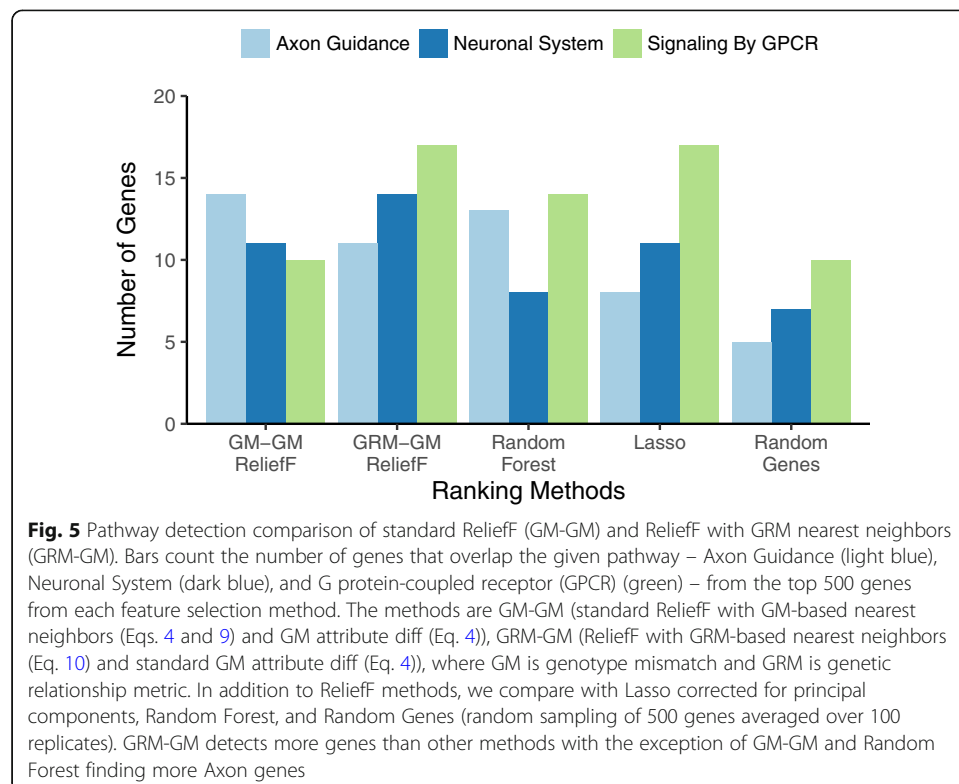 Axon Guidance Neuronal System Signaling By GPCR
20
15
10
5
0
Number of Genes
GM–GM ReliefF
GRM–GM ReliefF
Random Forest
Lasso
Random Genes
Ranking Methods
Fig. 5 Pathway detection comparison of standard ReliefF (GM-GM) and ReliefF with GRM nearest neighbors
(GRM-GM). Bars count the number of genes that overlap the given pathway – Axon Guidance (light blue),
Neuronal System (dark blue), and G protein-coupled receptor (GPCR) (green) – from the top 500 genes
from each feature selection method. The methods are GM-GM (standard ReliefF with GM-based nearest
neighbors (Eqs. 4 and 9) and GM attribute diff (Eq. 4)), GRM-GM (ReliefF with GRM-based nearest neighbors
(Eq. 10) and standard GM attribute diff (Eq. 4)), where GM is genotype mismatch and GRM is genetic
relationship metric. In addition to ReliefF methods, we compare with Lasso corrected for principal
components, Random Forest, and Random Genes (random sampling of 500 genes averaged over 100
replicates). GRM-GM detects more genes than other methods with the exception of GM-GM and Random
Forest finding more Axon genes